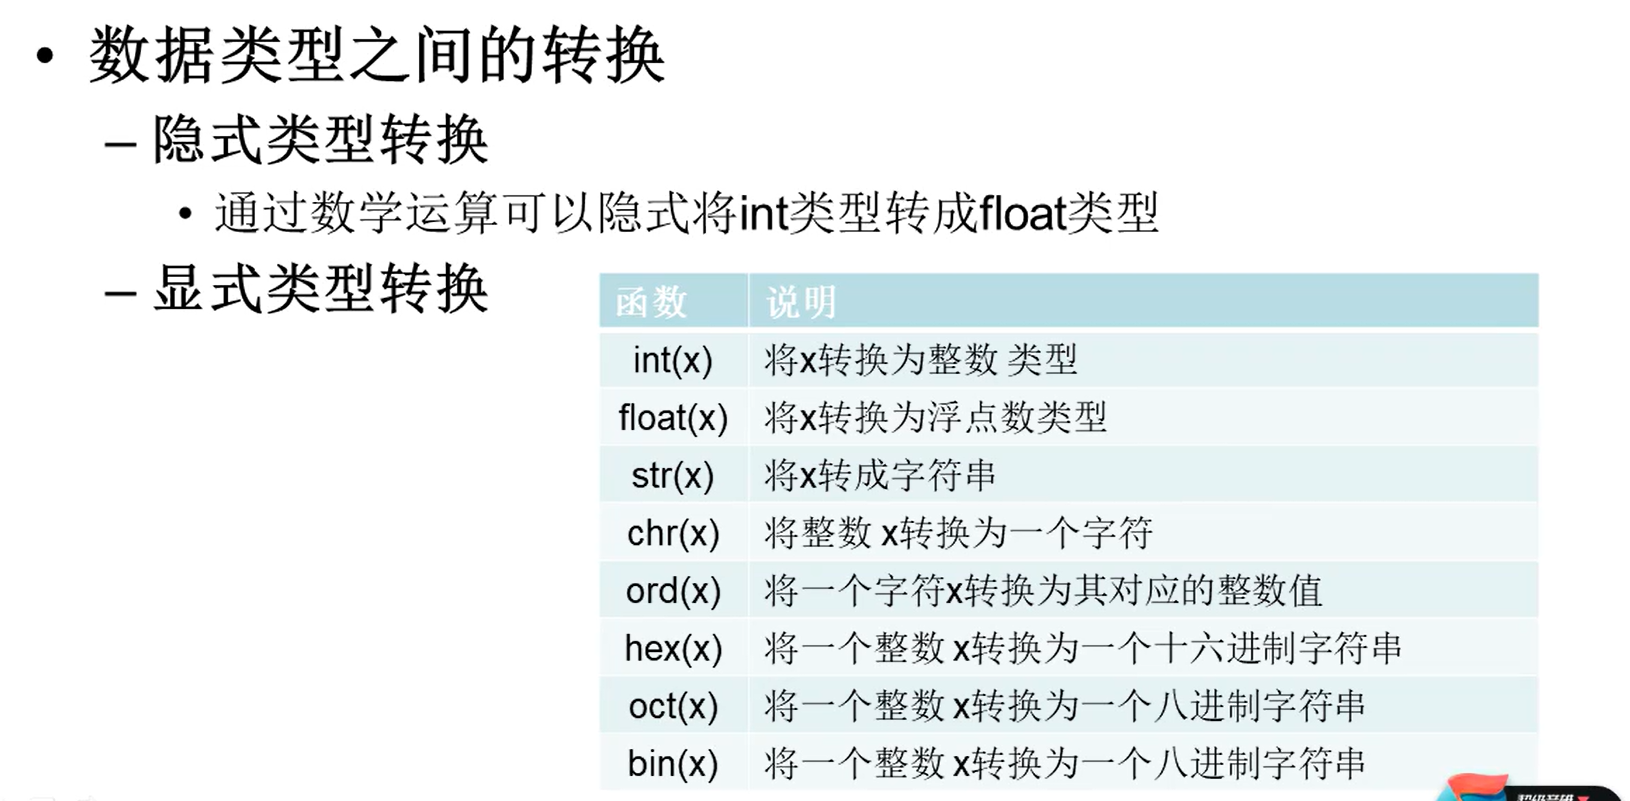 • 数据类型之间的转换
– 隐式类型转换
• 通过数学运算可以隐式将int类型转成float类型
– 显式类型转换
函数 说明
int(x) 将x转换为整数 类型
float(x) 将x转换为浮点数类型
str(x) 将x转成字符串
chr(x) 将整数 x转换为一个字符
ord(x) 将一个字符x转换为其对应的整数值
hex(x) 将一个整数 x转换为一个十六进制字符串
oct(x) 将一个整数 x转换为一个八进制字符串
bin(x) 将一个整数 x转换为一个八进制字符串